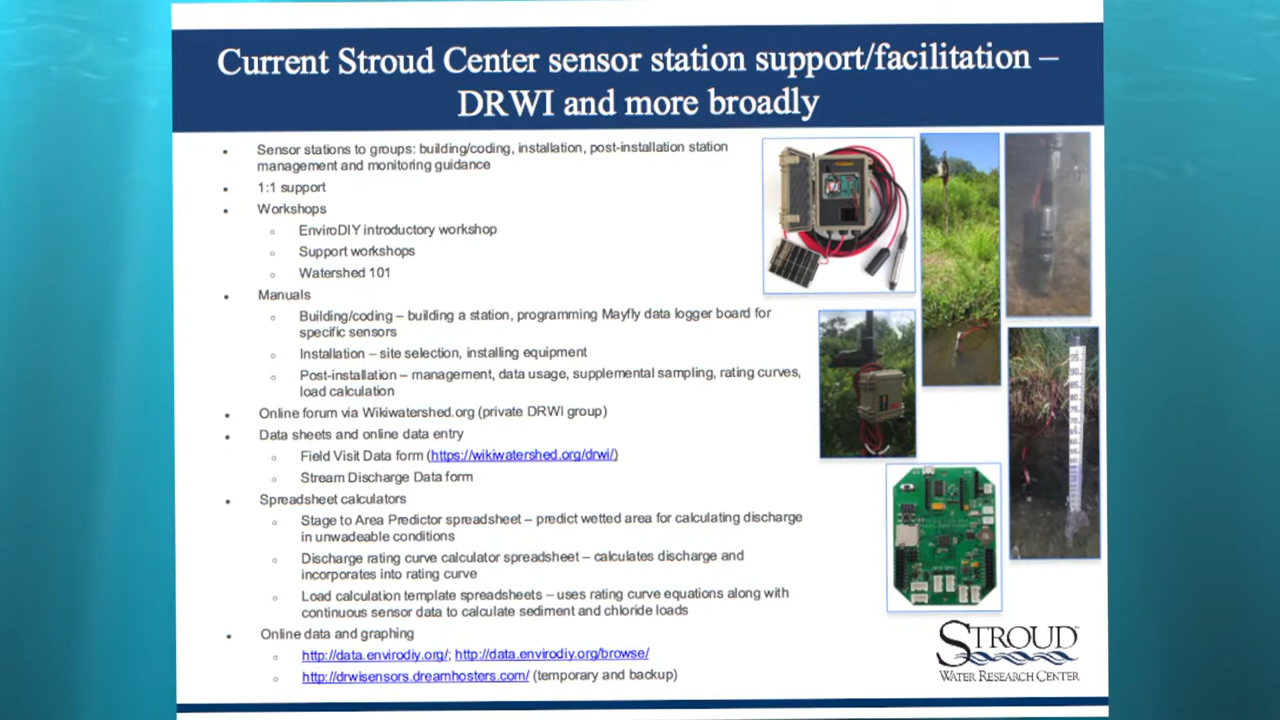 Current Stroud Center sensor station support/facilitation –
DRWI and more broadly
• Sensor stations to groups: building/coding, installation, post-installation station
management and monitoring guidance
• 1:1 support
• Workshops
○ EnviroDIY introductory workshop
○ Support workshops
○ Watershed 101
• Manuals
○ Building/coding – building a station, programming Mayfly data logger board for
specific sensors
○ Installation – site selection, installing equipment
○ Post-installation – management, data usage, supplemental sampling, rating curves,
load calculation
• Online forum via Wikiwatershed.org (private DRWI group)
• Data sheets and online data entry
○ Field Visit Data form (https://wikiwatershed.org/drwi/)
○ Stream Discharge Data form
• Spreadsheet calculators
○ Stage to Area Predictor spreadsheet – predict wetted area for calculating discharge
in unwadeable conditions
○ Discharge rating curve calculator spreadsheet – calculates discharge and
incorporates into rating curve
○ Load calculation template spreadsheets – uses rating curve equations along with
continuous sensor data to calculate sediment and chloride loads
• Online data and graphing
○ http://data.envirodiy.org/; http://data.envirodiy.org/browse/
○ http://drwisensors.dreamhosters.com/ (temporary and backup)
STROUD
WATER RESEARCH CENTER